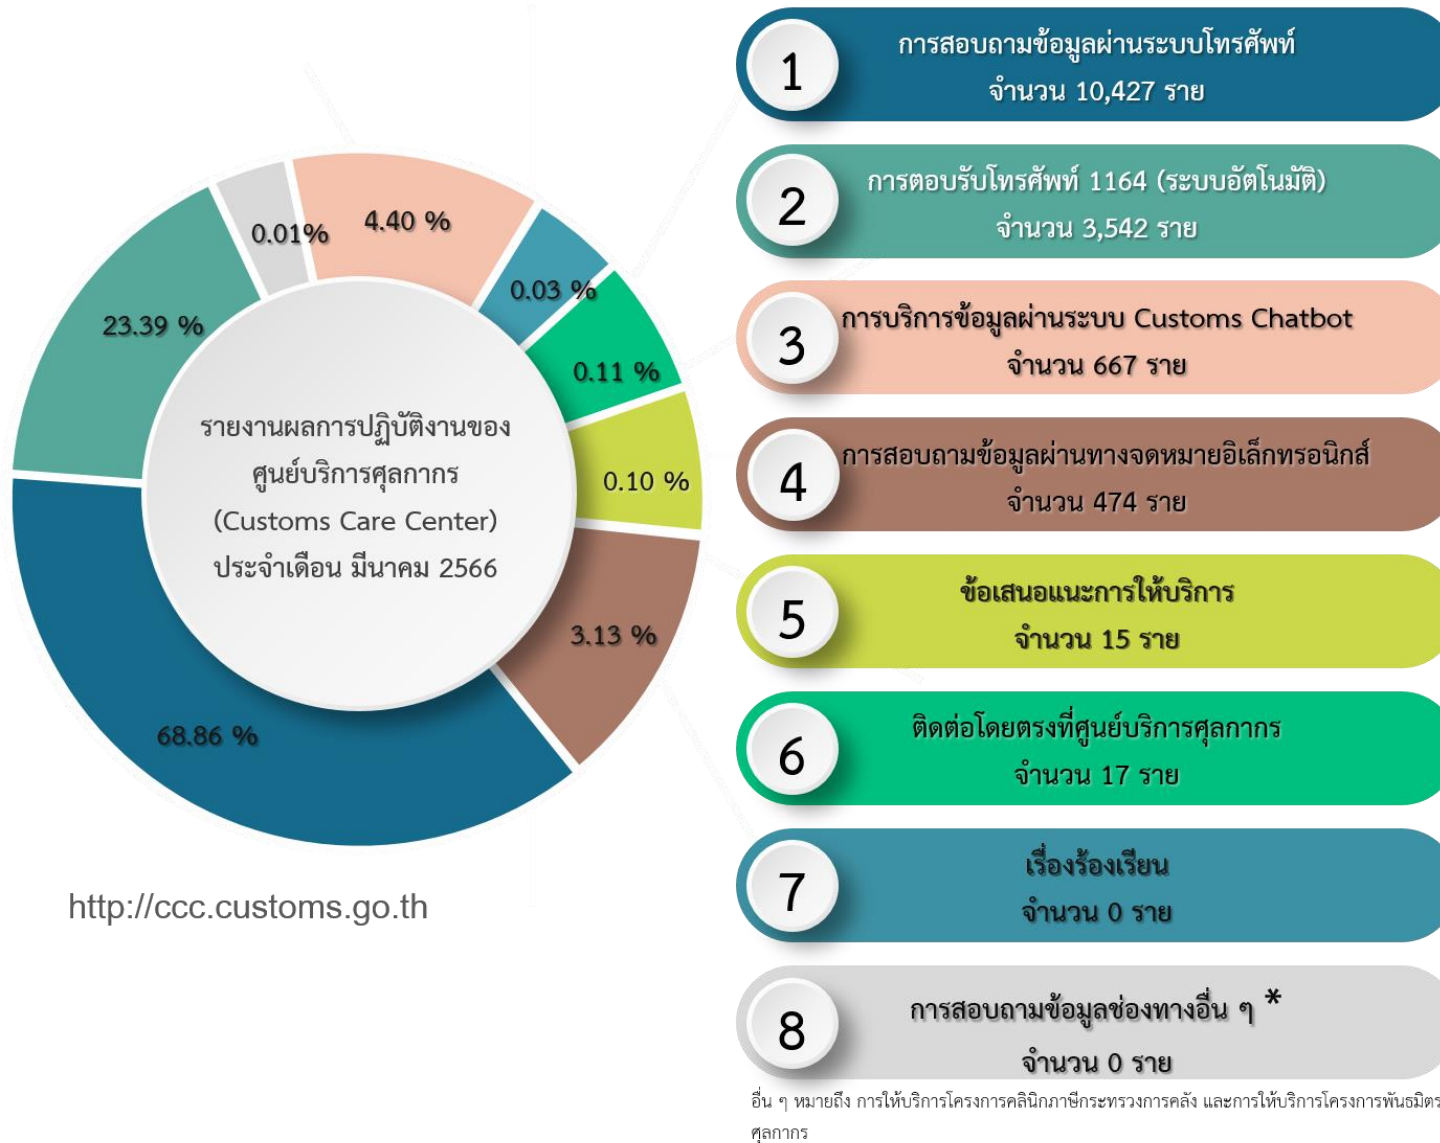 1
การสอบถามข้อมูลผ่านระบบโทรศัพท์
จำนวน 10,427 ราย
2
การตอบรับโทรศัพท์ 1164 (ระบบอัตโนมัติ)
จำนวน 3,542 ราย
3
การบริการข้อมูลผ่านระบบ Customs Chatbot
จำนวน 667 ราย
4
การสอบถามข้อมูลผ่านทางจดหมายอิเล็กทรอนิกส์
จำนวน 474 ราย
5
ข้อเสนอแนะการให้บริการ
จำนวน 15 ราย
6
ติดต่อโดยตรงที่ศูนย์บริการศุลกากร
จำนวน 17 ราย
7
เรื่องร้องเรียน
จำนวน 0 ราย
8
การสอบถามข้อมูลช่องทางอื่น ๆ *
จำนวน 0 ราย
อื่น ๆ หมายถึง การให้บริการโครงการคลินิกภาษีกระทรวงการคลัง และการให้บริการโครงการพันธมิตร
ศุลกากร
0.01%
4.40 %
0.03 %
23.39 %
0.11 %
0.10 %
3.13 %
68.86 %
รายงานผลการปฏิบัติงานของ
ศูนย์บริการศุลกากร
(Customs Care Center)
ประจำเดือน มีนาคม 2566
http://ccc.customs.go.th